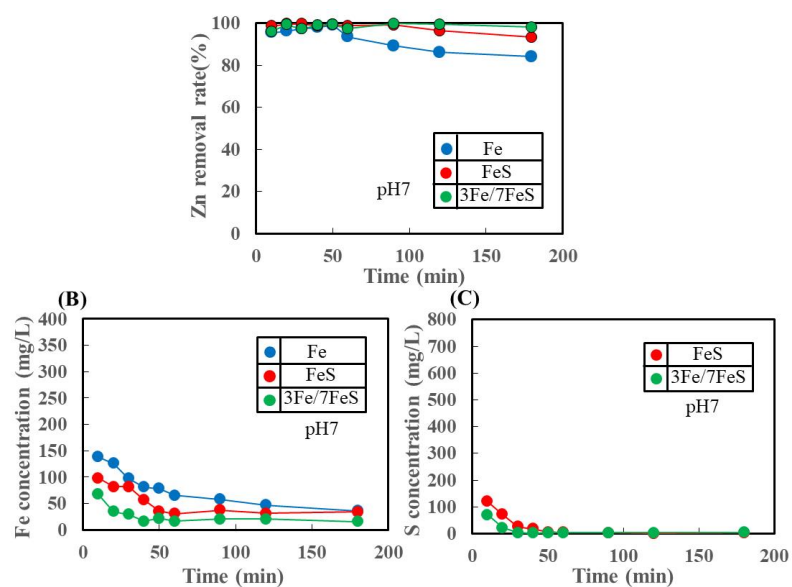 Zn removal rate(%)
100
80
60
40
20
0
Fe
FeS
3Fe/7FeS
pH7
0
50
100
150
200
Time (min)
(B)
Fe concentration (mg/L)
400
350
300
250
200
150
100
50
0
Fe
FeS
3Fe/7FeS
pH7
0
50
100
150
200
Time (min)
(C)
S concentration (mg/L)
800
700
600
500
400
300
200
100
0
FeS
3Fe/7FeS
pH7
0
50
100
150
200
Time (min)